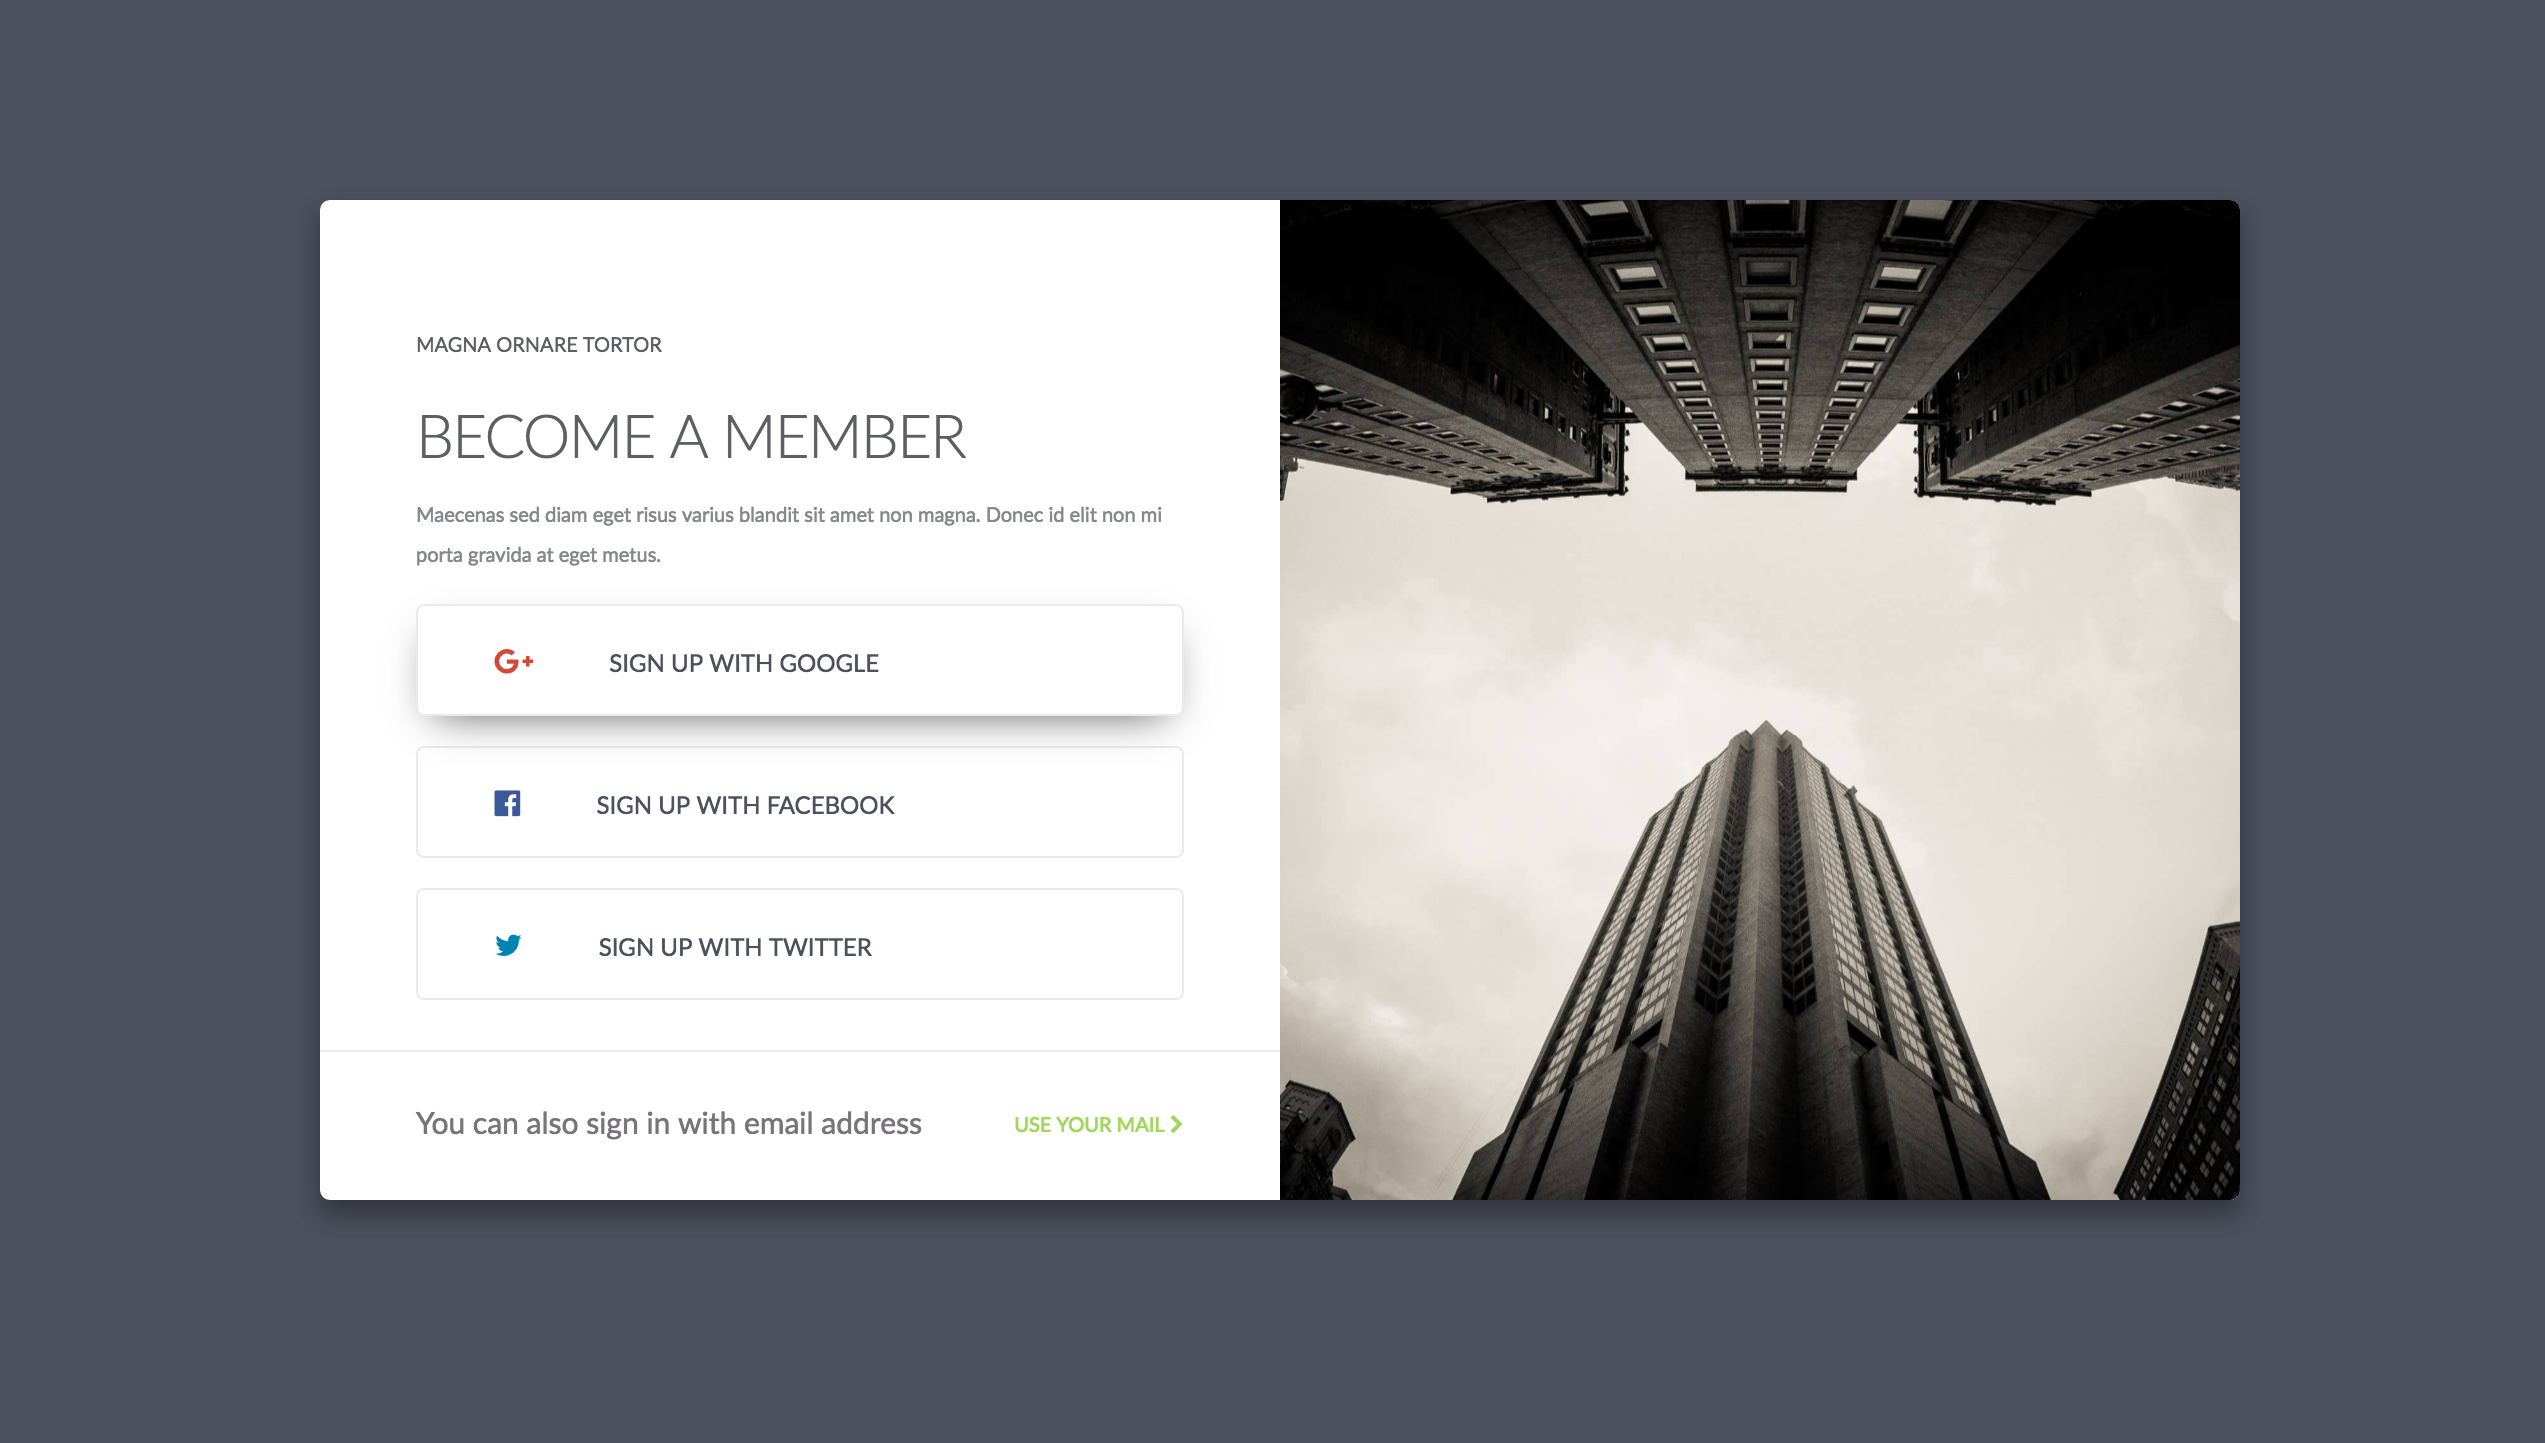 MAGNA ORNARE TORTOR
BECOME A MEMBER
Maecenas sed diam eget risus varius blandit sit amet non magna. Donec id elit non mi
porta gravida at eget metus.
G+ SIGN UP WITH GOOGLE
SIGN UP WITH FACEBOOK
SIGN UP WITH TWITTER
You can also sign in with email address USE YOUR MAIL